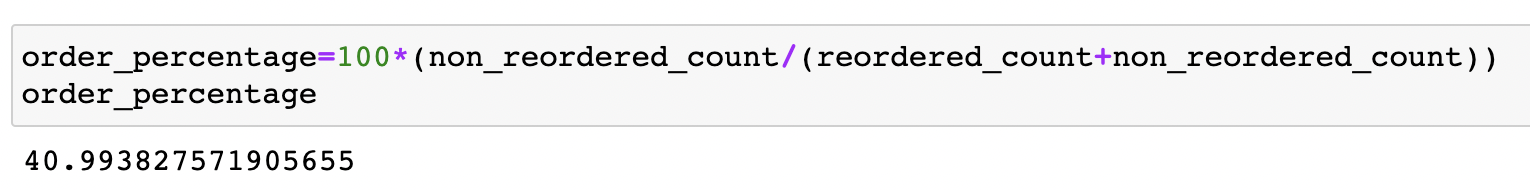 order_percentage=100*(non_reordered_count/(reordered_count+non_reordered_count))
order_percentage
40.993827571905655